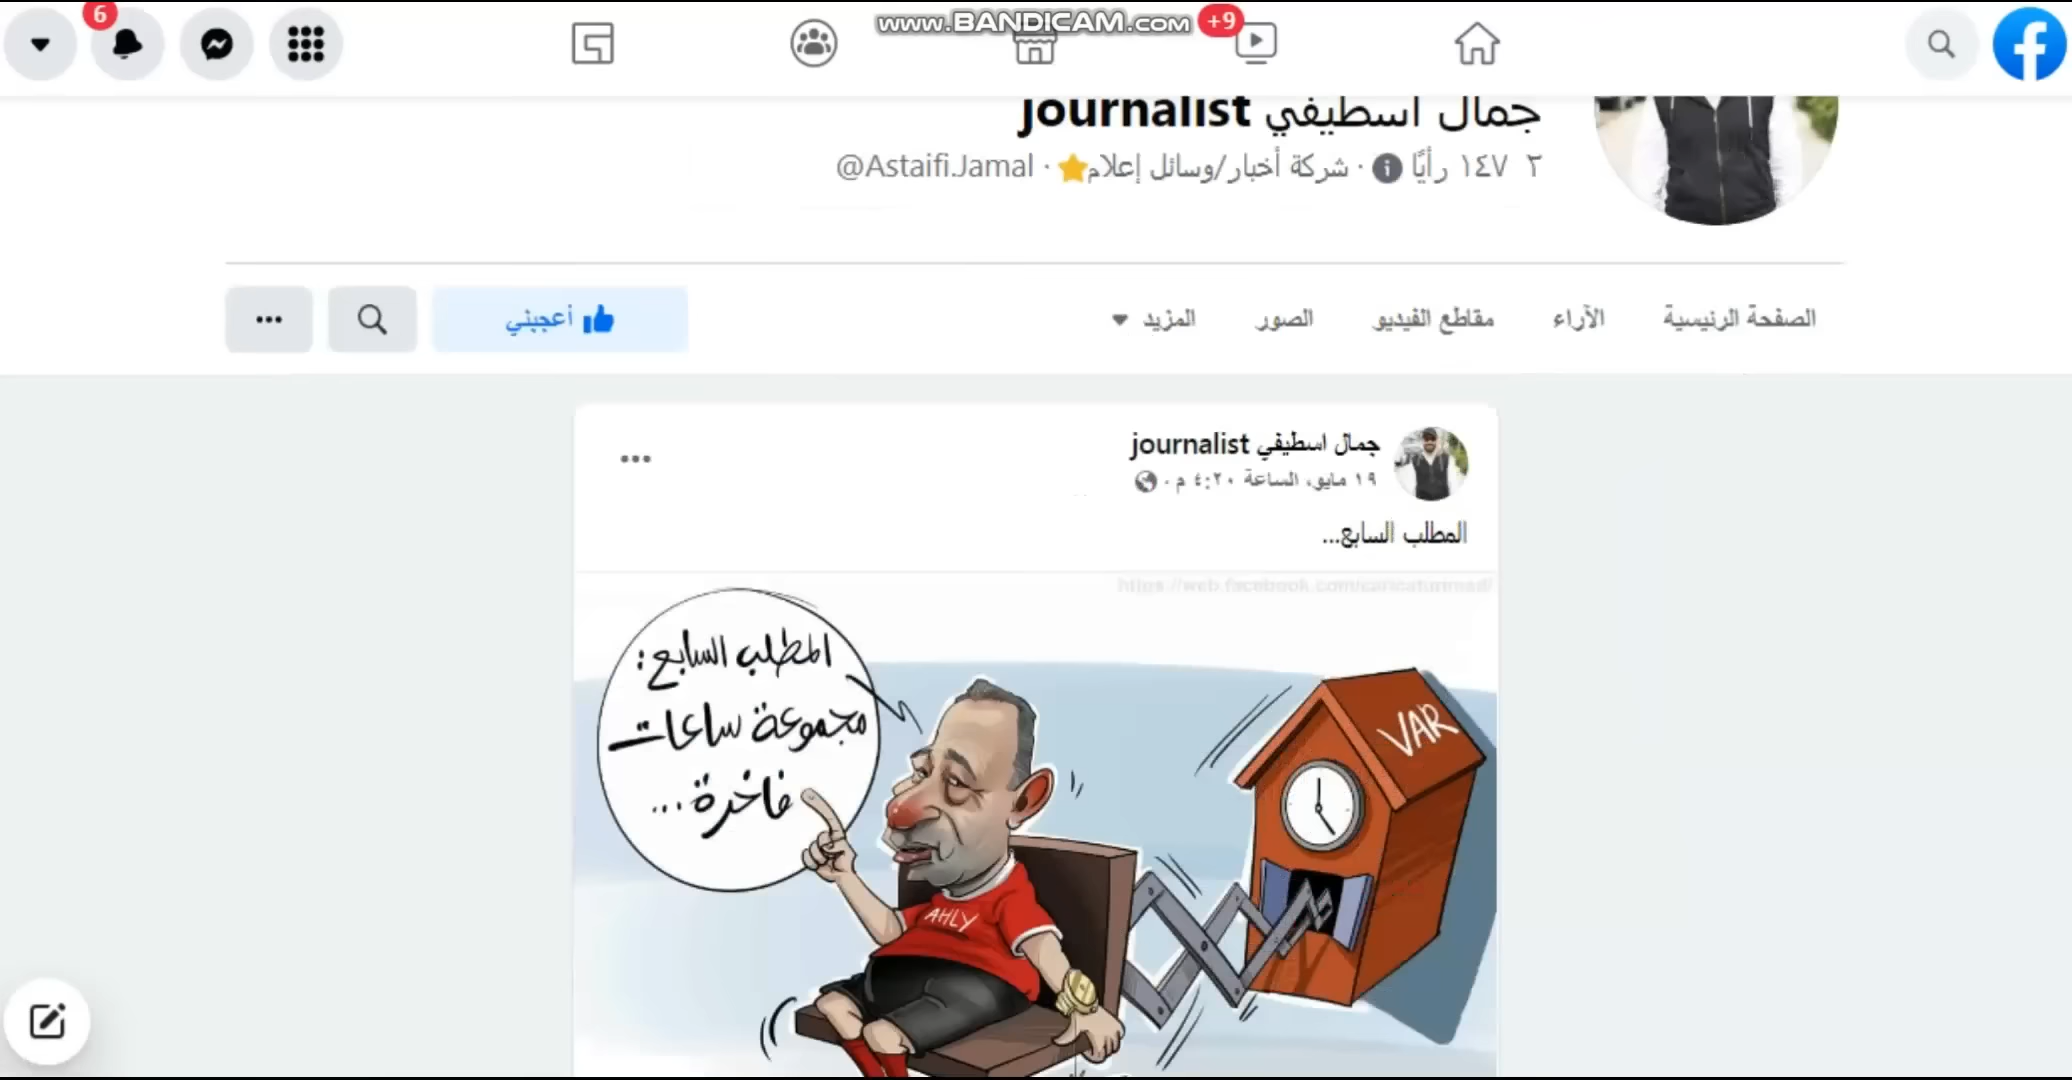 6
www.BANDICAM.com
+9
جمال اسطيفي journalist
٢ ١٤٧ رأيًا · شركة أخبار/وسائل إعلام · @Astaifi.Jamal
الصفحة الرئيسية
الآراء
مقاطع الفيديو
الصور
المزيد
أعجبني
جمال اسطيفي journalist
١٩ مايو، الساعة ٤:٢٠ م ·
المطلب السابع...
المطلب السابع:
مجموعة ساعات
فاخرة...
VAR
AHLY